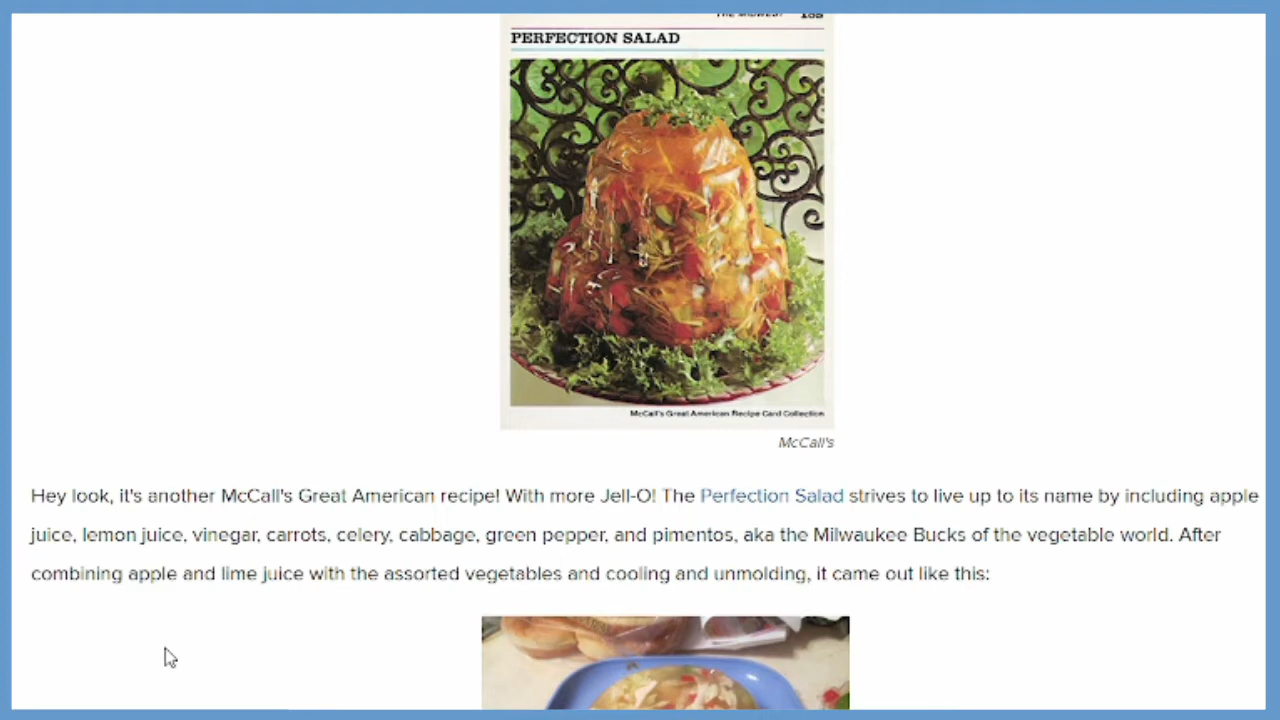 THE MIDWEST 185
PERFECTION SALAD
McCall's Great American Recipe Card Collection
McCall's
Hey look, it's another McCall's Great American recipe! With more Jell-O! The Perfection Salad strives to live up to its name by including apple
juice, lemon juice, vinegar, carrots, celery, cabbage, green pepper, and pimentos, aka the Milwaukee Bucks of the vegetable world. After
combining apple and lime juice with the assorted vegetables and cooling and unmolding, it came out like this: